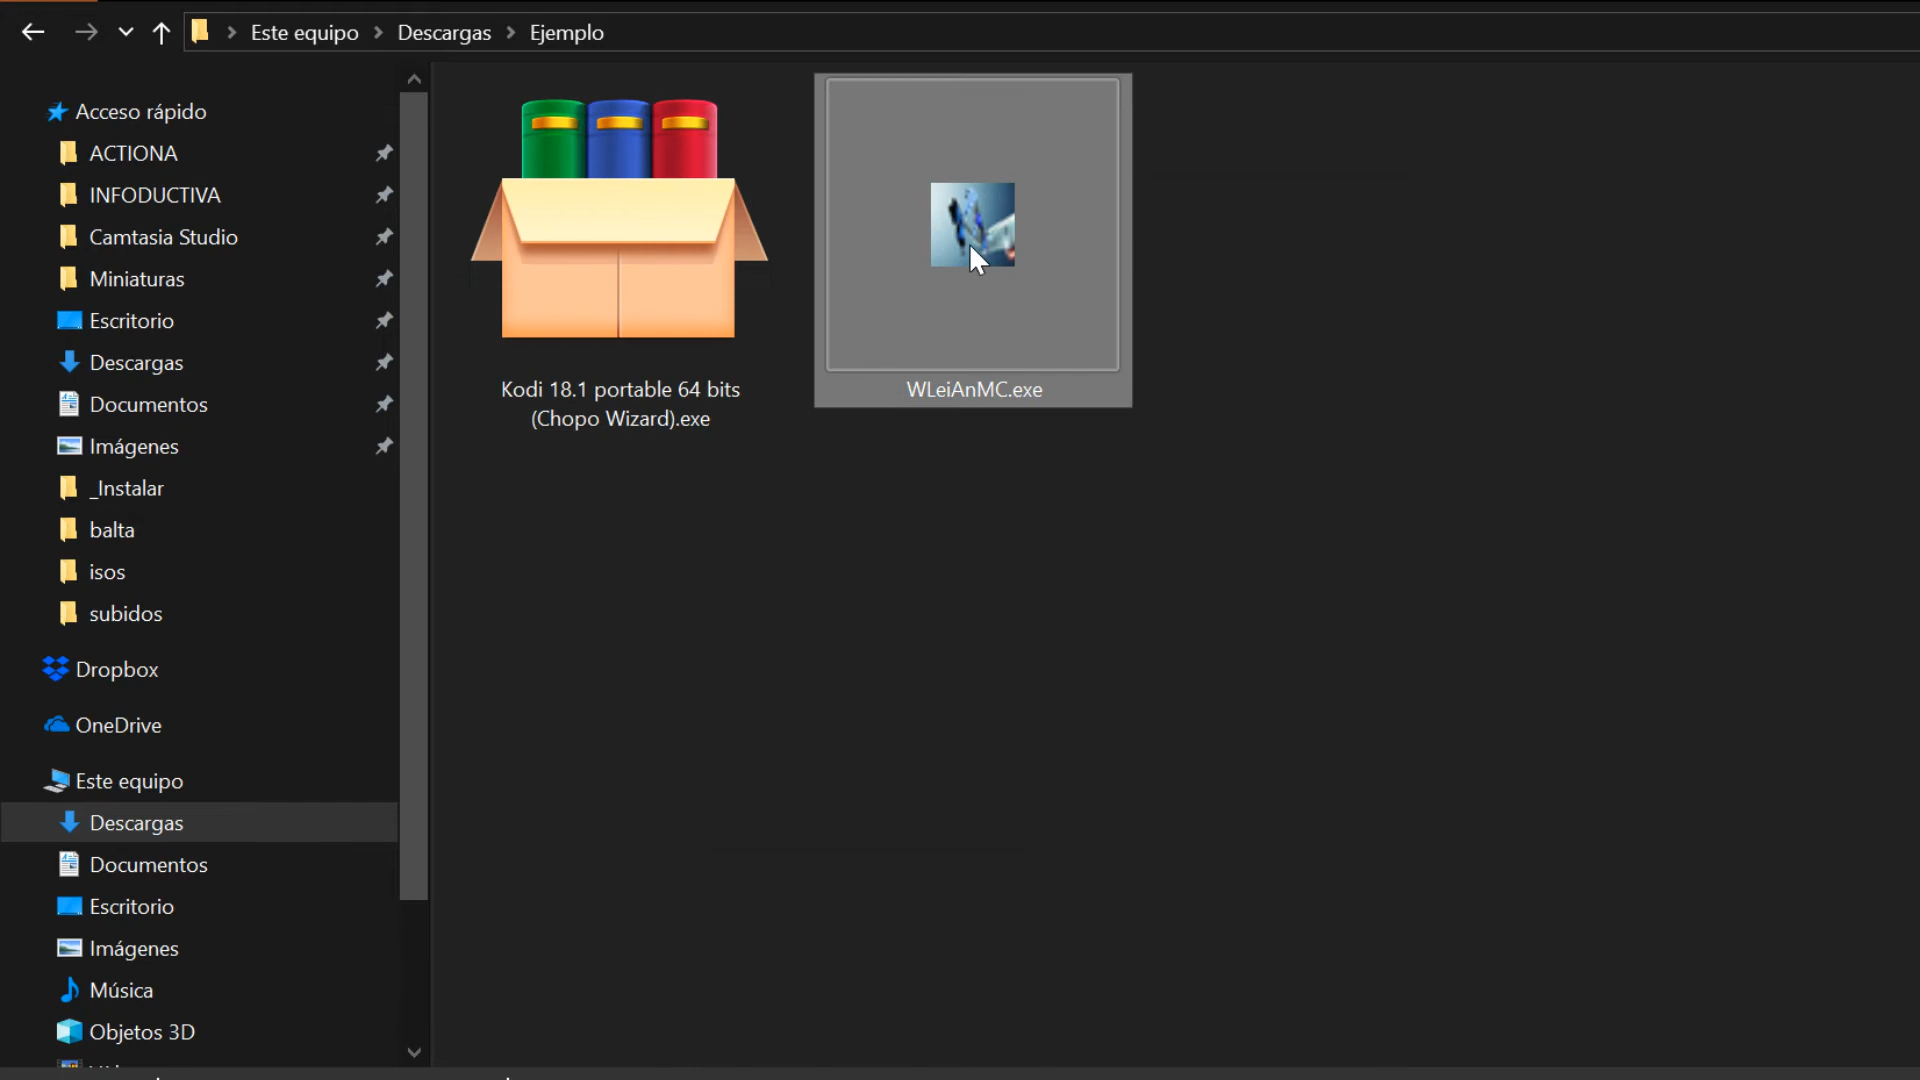 Este equipo
Descargas
Ejemplo
Acceso rápido
ACTIONA
INFODUCTIVA
Camtasia Studio
Miniaturas
Escritorio
Descargas
Documentos
Imágenes
_Instalar
balta
isos
subidos
Dropbox
OneDrive
Este equipo
Descargas
Documentos
Escritorio
Imágenes
Música
Objetos 3D
Kodi 18.1 portable 64 bits
(Chopo Wizard).exe
WLeiAnMC.exe